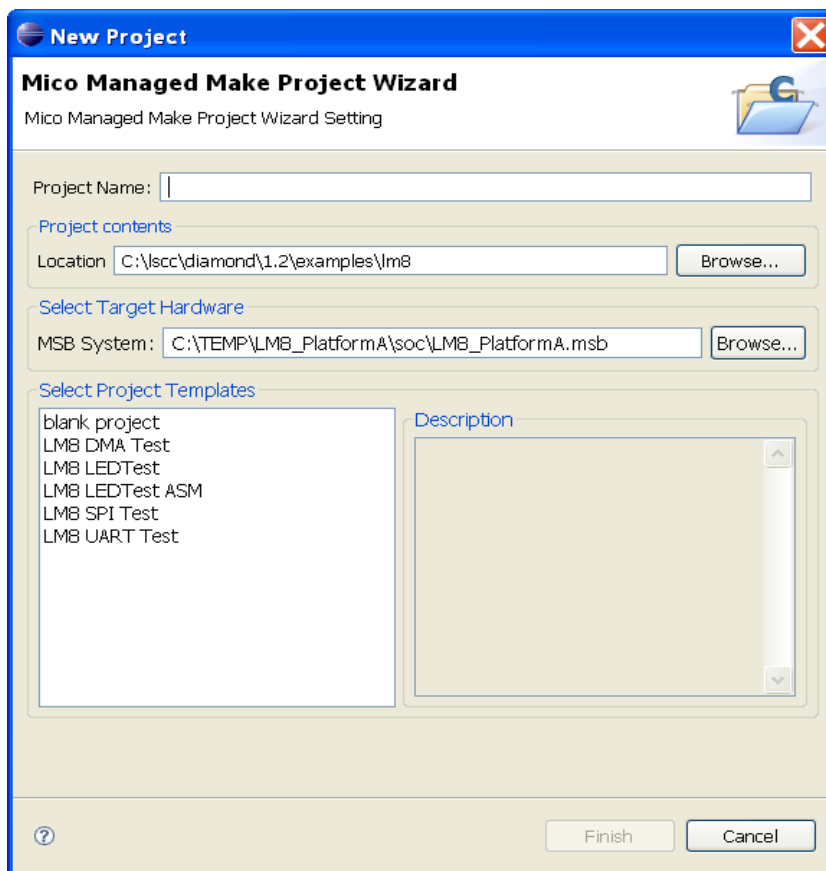 New Project
Mico Managed Make Project Wizard
Mico Managed Make Project Wizard Setting
Project Name:
Project contents
Location C:\lscc\diamond\1.2\examples\lm8 Browse...
Select Target Hardware
MSB System: C:\TEMP\LM8_PlatformA\soc\LM8_PlatformA.msb Browse...
Select Project Templates
blank project
LM8 DMA Test
LM8 LEDTest
LM8 LEDTest ASM
LM8 SPI Test
LM8 UART Test
Description
Finish Cancel